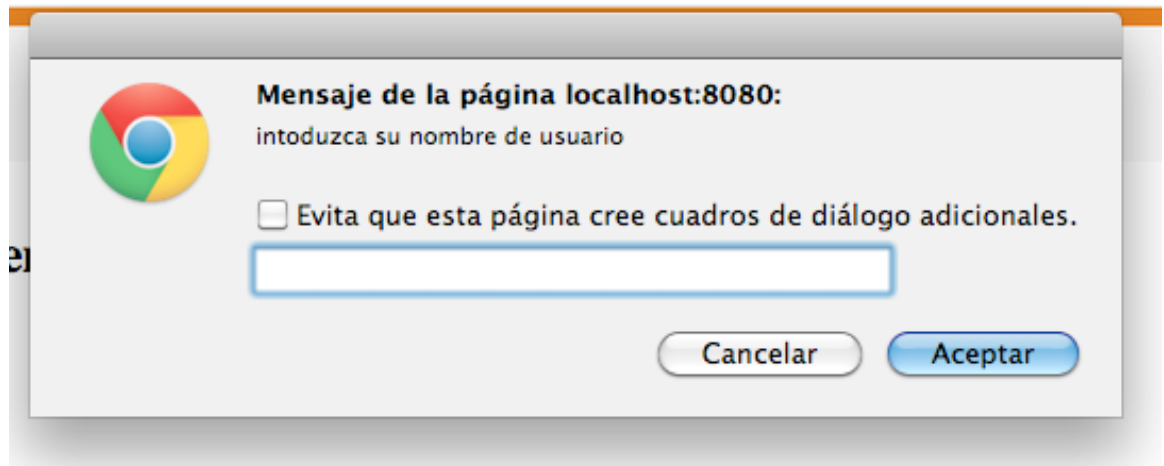 Mensaje de la página localhost:8080:
intoduzca su nombre de usuario
Evita que esta página cree cuadros de diálogo adicionales.
Cancelar Aceptar